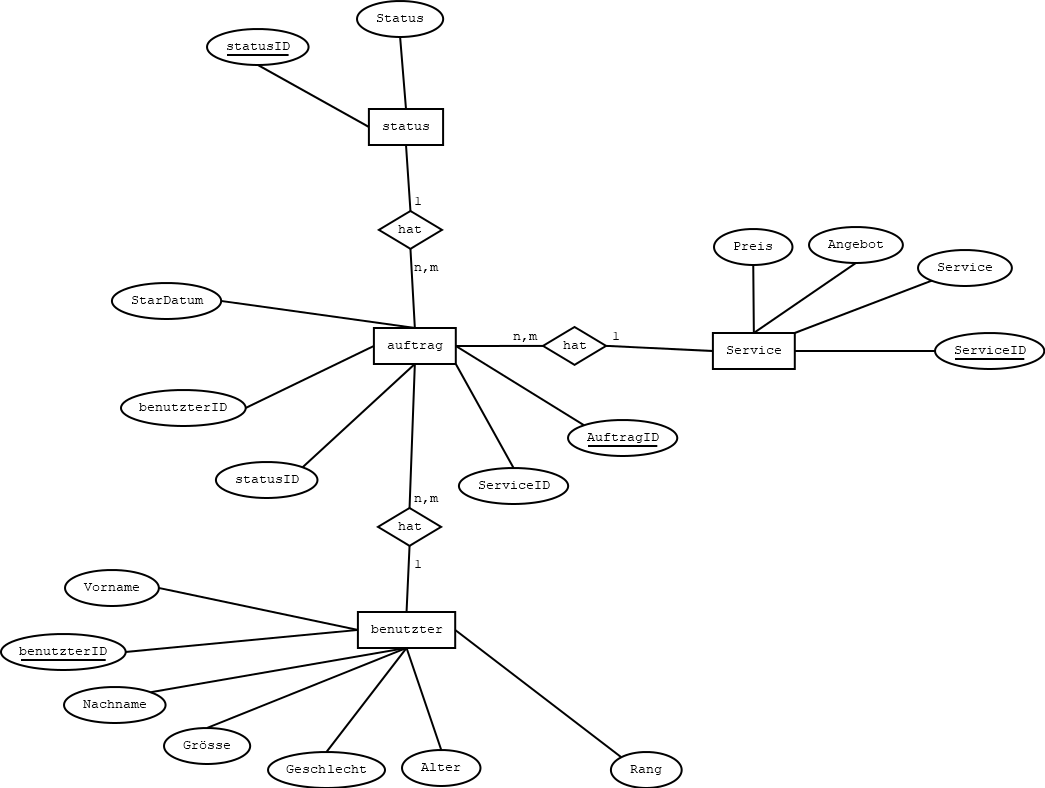 Status
statusID
status
1
hat
n,m
Preis
Angebot
Service
StarDatum
n,m
hat
1
auftrag
Service
ServiceID
benutzterID
AuftragID
statusID
ServiceID
n,m
hat
1
Vorname
benutzter
benutzterID
Nachname
Grösse
Geschlecht
Alter
Rang